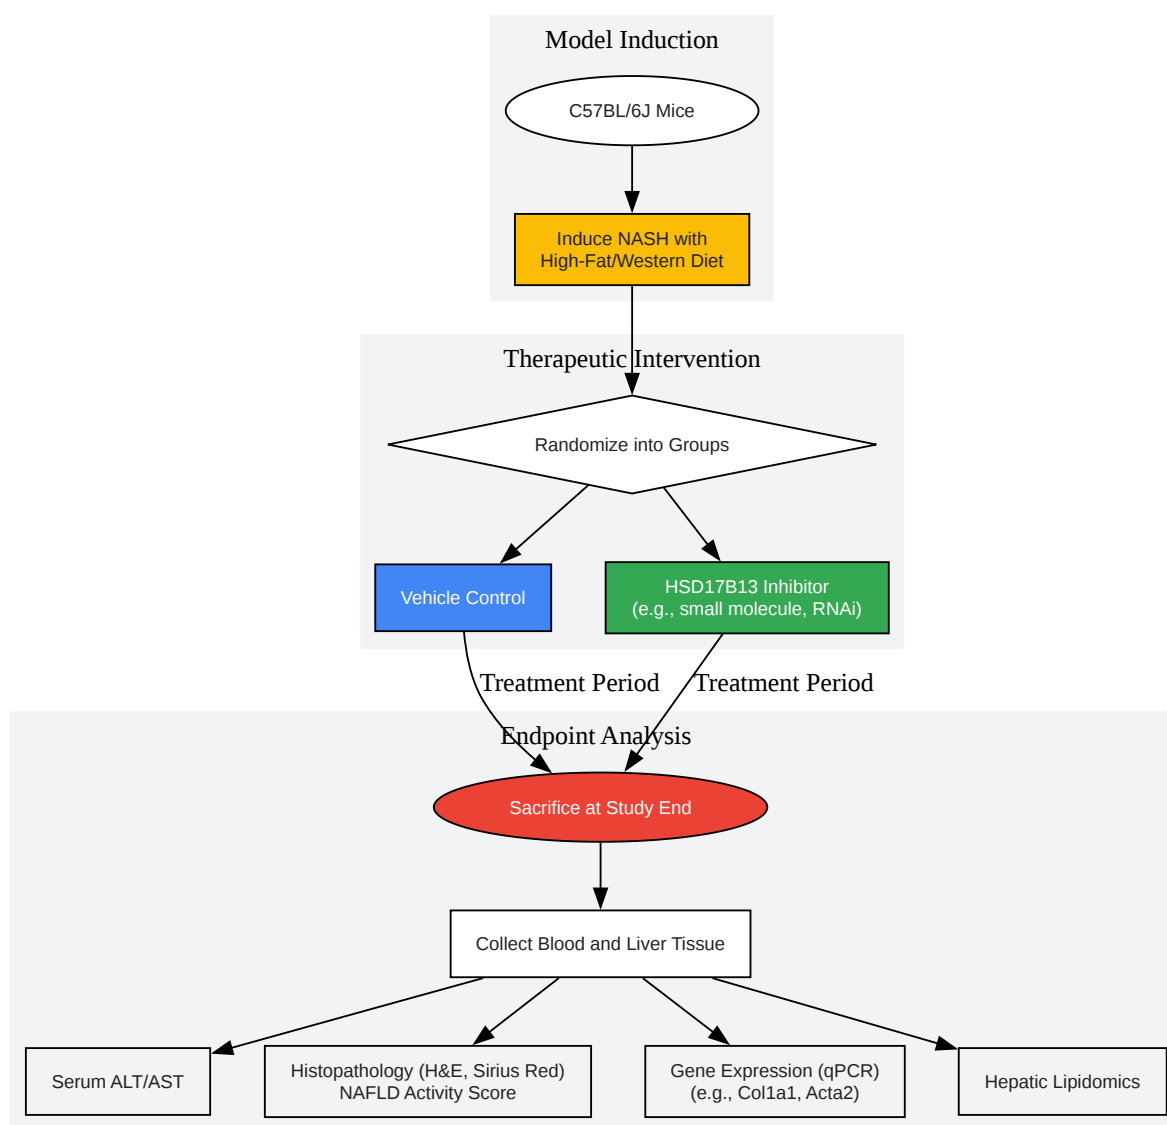 Model Induction
C57BL/6J Mice
Induce NASH with
High-Fat/Western Diet
Therapeutic Intervention
Randomize into Groups
Vehicle Control
HSD17B13 Inhibitor
(e.g., small molecule, RNAi)
Treatment Period
Treatment Period
Endpoint Analysis
Sacrifice at Study End
Collect Blood and Liver Tissue
Serum ALT/AST
Histopathology (H&E, Sirius Red)
NAFLD Activity Score
Gene Expression (qPCR)
(e.g., Col1a1, Acta2)
Hepatic Lipidomics